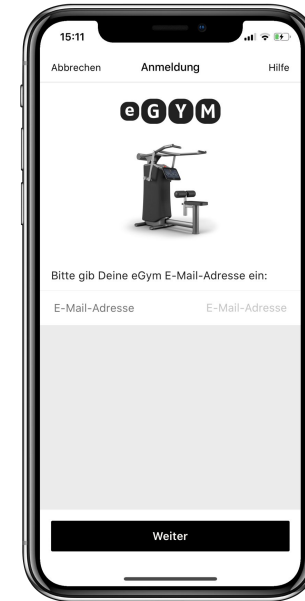 15:11
Abbrechen Anmeldung Hilfe
eGYM
Bitte gib Deine eGym E-Mail-Adresse ein:
E-Mail-Adresse E-Mail-Adresse
Weiter